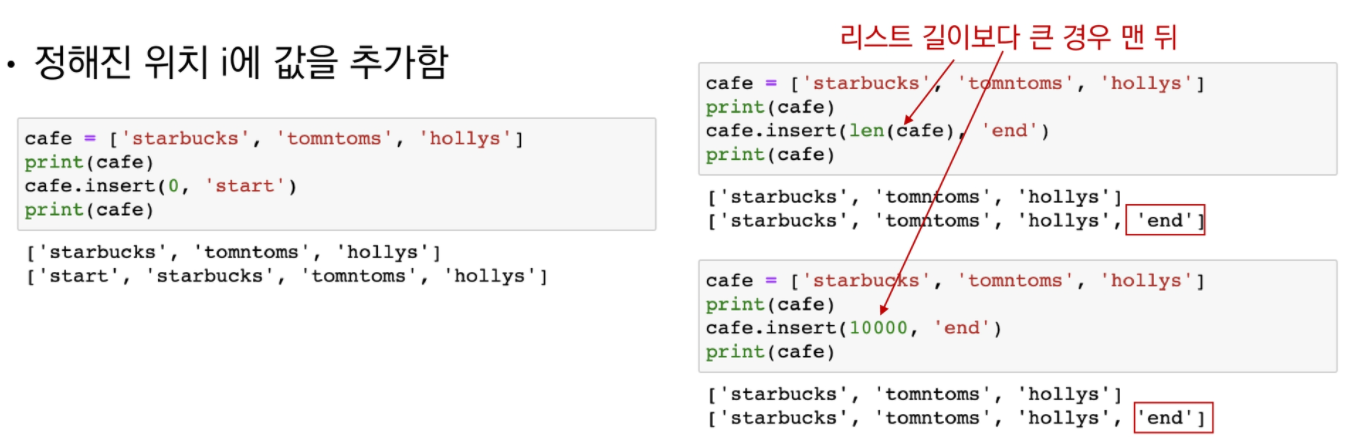 • 정해진 위치 i에 값을 추가함
cafe = ['starbucks', 'tomntoms', 'hollys']
print(cafe)
cafe.insert(0, 'start')
print(cafe)
['starbucks', 'tomntoms', 'hollys']
['start', 'starbucks', 'tomntoms', 'hollys']
리스트 길이보다 큰 경우 맨 뒤
cafe = ['starbucks', 'tomntoms', 'hollys']
print(cafe)
cafe.insert(len(cafe), 'end')
print(cafe)
['starbucks', 'tomntoms', 'hollys']
['starbucks', 'tomntoms', 'hollys', 'end']
cafe = ['starbucks', 'tomntoms', 'hollys']
print(cafe)
cafe.insert(10000, 'end')
print(cafe)
['starbucks', 'tomntoms', 'hollys']
['starbucks', 'tomntoms', 'hollys', 'end']